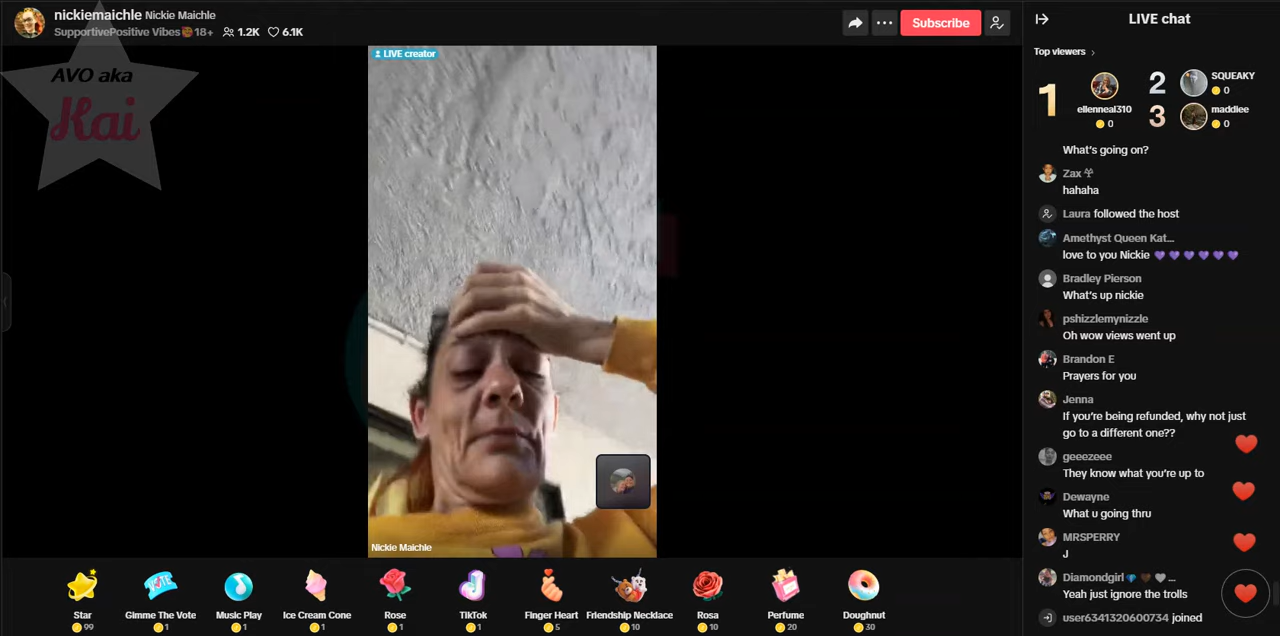 nickiemaichle Nickie Maichle
SupportivePositive Vibes 18+ 1.2K 6.1K
Subscribe
AVO aka
Kai
LIVE creator
Nickie Maichle
Star
99
Gimme The Vote
1
Music Play
1
Ice Cream Cone
1
Rose
1
TikTok
1
Finger Heart
5
Friendship Necklace
10
Rosa
10
Perfume
20
Doughnut
30
LIVE chat
Top viewers
1
ellenneal310
0
2
SQUEAKY
0
3
maddlee
0
What's going on?
Zax 웃
hahaha
Laura followed the host
Amethyst Queen Kat...
love to you Nickie 💜 💜 💜 💜 💜 💜
Bradley Pierson
What's up nickie
pshizzlemynizzle
Oh wow views went up
Brandon E
Prayers for you
Jenna
If you're being refunded, why not just
go to a different one??
geeezeee
They know what you're up to
Dewayne
What u going thru
MRSPERRY
J
Diamondgirl ...
Yeah just ignore the trolls
user6341320600734 joined